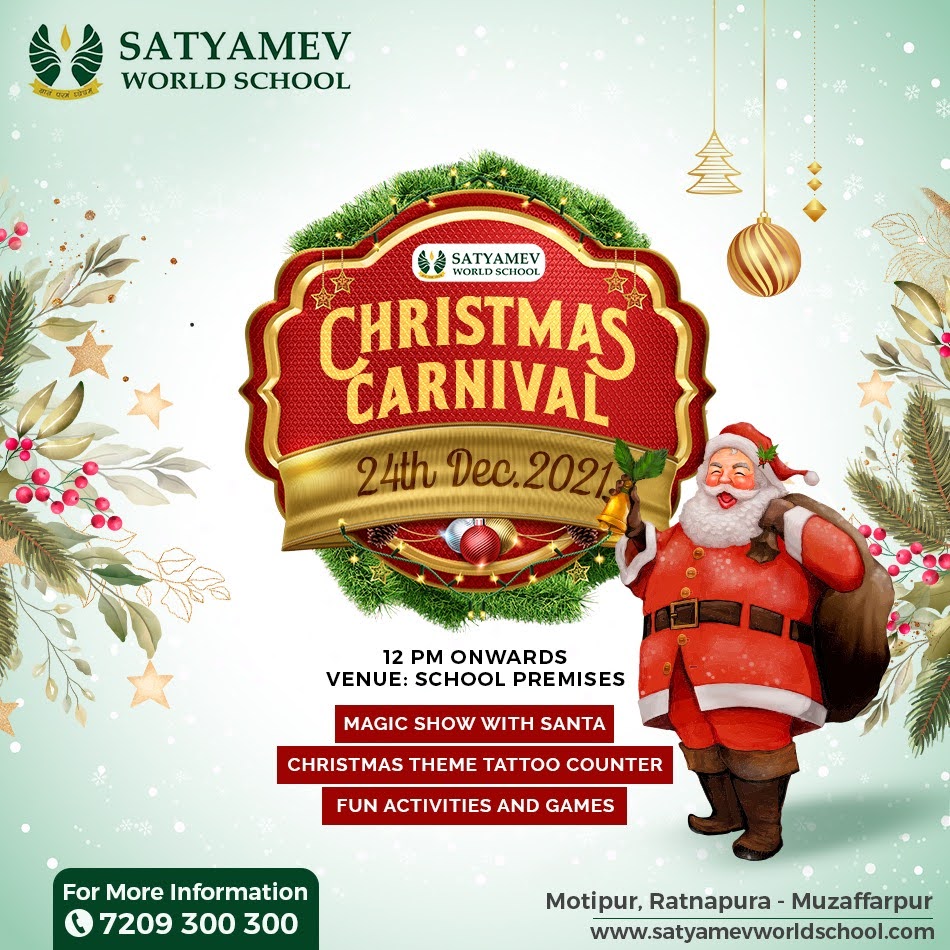 SATYAMEV
WORLD SCHOOL
SATYAMEV
WORLD SCHOOL
CHRISTMAS
CARNIVAL
24th Dec.2021
12 PM ONWARDS
VENUE: SCHOOL PREMISES
MAGIC SHOW WITH SANTA
CHRISTMAS THEME TATTOO COUNTER
FUN ACTIVITIES AND GAMES
For More Information
7209 300 300
Motipur, Ratnapura - Muzaffarpur
www.satyamevworldschool.com